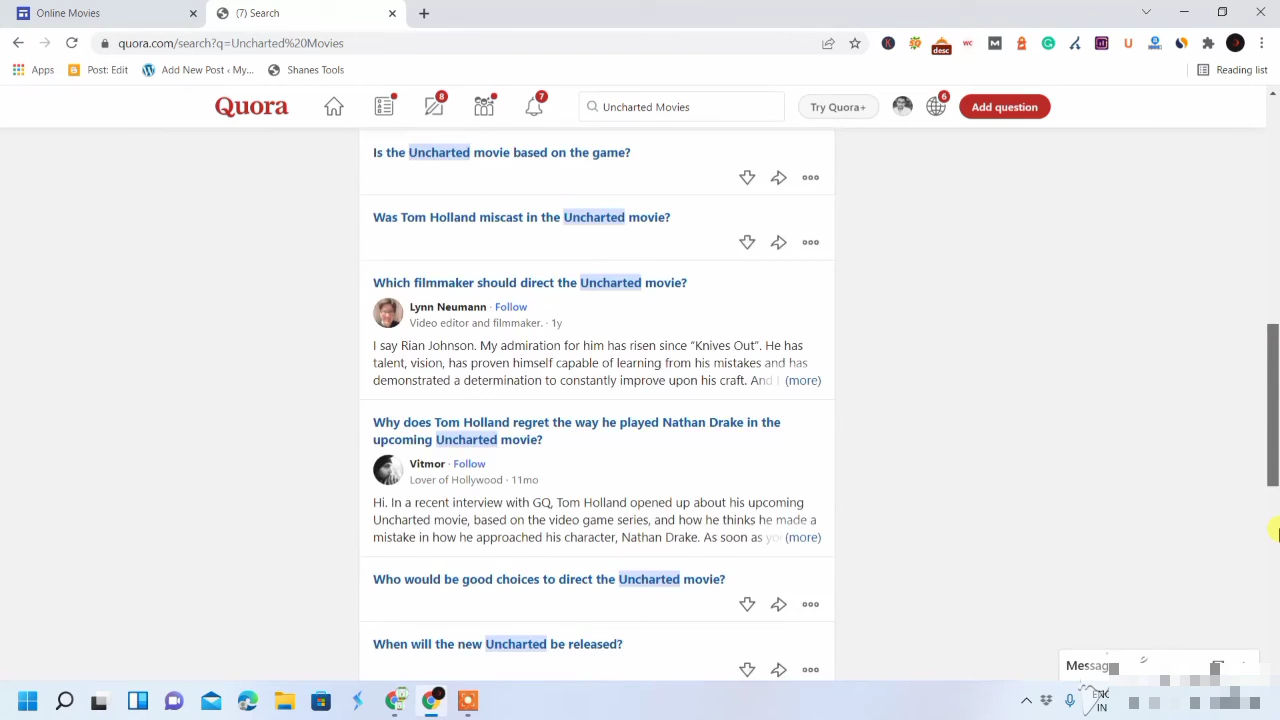 Online Movies
(7) Search
quora.com/search?q=Uncharted%20Movies
desc
WC
M
U
Apps
Post: Edit
Add New Post ‹ My...
Shanes Tools
Reading list
Quora
8
7
Uncharted Movies
Try Quora+
6
Add question
Is the Uncharted movie based on the game?
Was Tom Holland miscast in the Uncharted movie?
Which filmmaker should direct the Uncharted movie?
Lynn Neumann · Follow
Video editor and filmmaker. · 1y
I say Rian Johnson. My admiration for him has risen since “Knives Out”. He has
talent, vision, has proven himself capable of learning from his mistakes and has
demonstrated a determination to constantly improve upon his craft. And I (more)
Why does Tom Holland regret the way he played Nathan Drake in the
upcoming Uncharted movie?
Vitmor · Follow
Lover of Hollywood · 11mo
Hi. In a recent interview with GQ, Tom Holland opened up about his upcoming
Uncharted movie, based on the video game series, and how he thinks he made a
mistake in how he approached his character, Nathan Drake. As soon as yo (more)
Who would be good choices to direct the Uncharted movie?
When will the new Uncharted be released?
Messag
ENG
IN